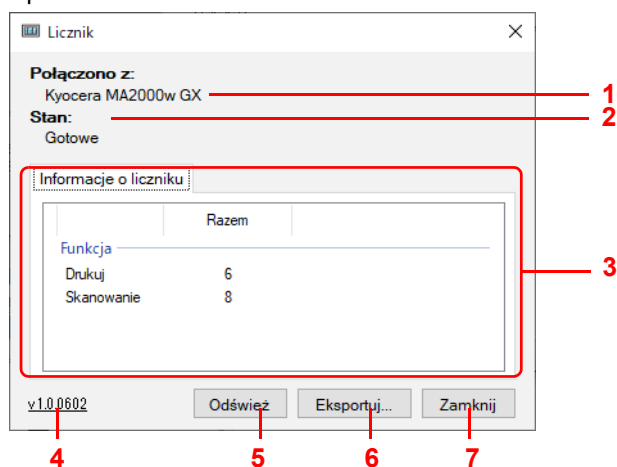 Licznik
Połączono z:
Kyocera MA2000w GX
1
Stan:
2
Gotowe
Informacje o liczniku
Razem
Funkcja
Drukuj 6
3
Skanowanie 8
v1.0.0602 Odśwież Eksportuj... Zamknij
4 5 6 7